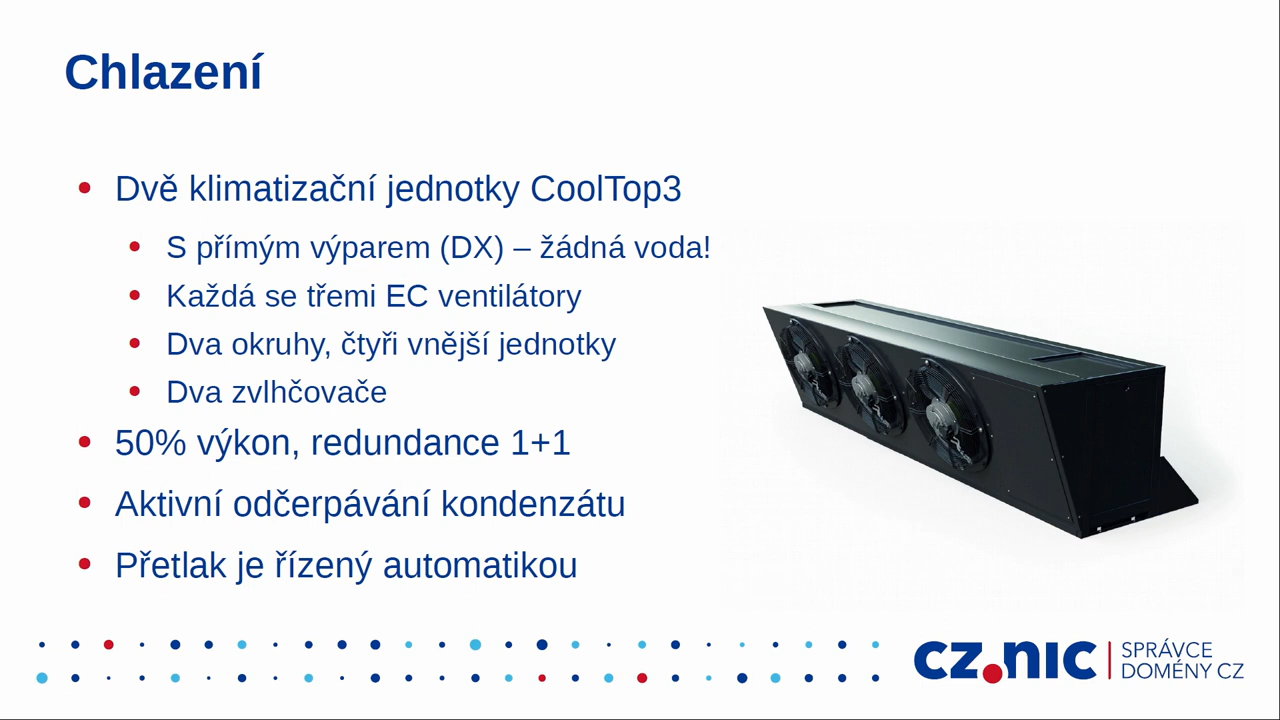 Chlazení
Dvě klimatizační jednotky CoolTop3
S přímým výparem (DX) – žádná voda!
Každá se třemi EC ventilátory
Dva okruhy, čtyři vnější jednotky
Dva zvlhčovače
50% výkon, redundance 1+1
Aktivní odčerpávání kondenzátu
Přetlak je řízený automatikou
CZ.NIC
SPRÁVCE
DOMÉNY CZ